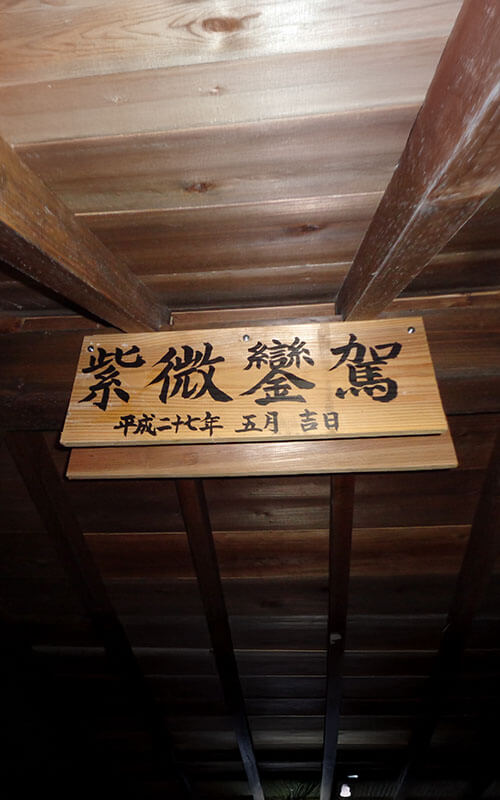 紫微鑾駕
平成二十七年 五月 吉日